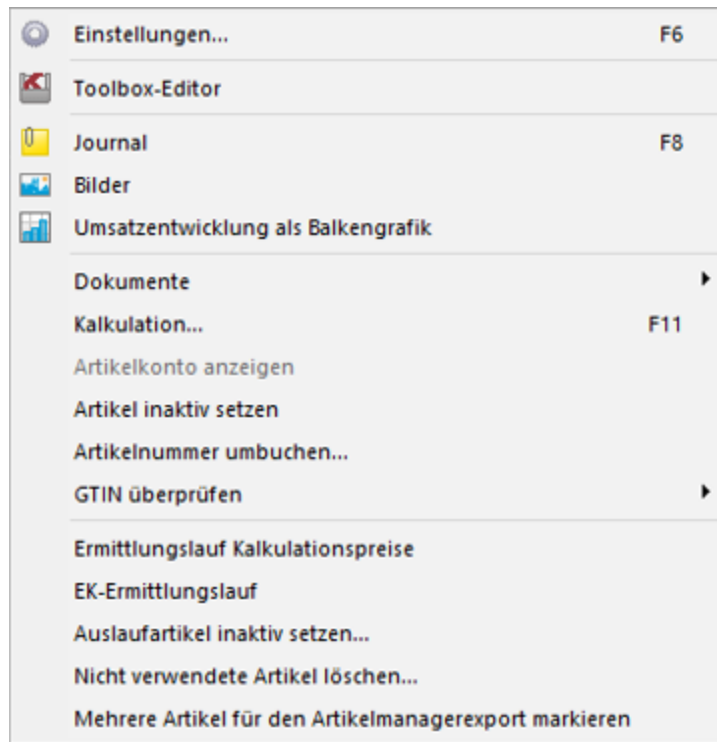 Einstellungen... F6
Toolbox-Editor
Journal F8
Bilder
Umsatzentwicklung als Balkengrafik
Dokumente
Kalkulation... F11
Artikelkonto anzeigen
Artikel inaktiv setzen
Artikelnummer umbuchen...
GTIN überprüfen
Ermittlungslauf Kalkulationspreise
EK-Ermittlungslauf
Auslaufartikel inaktiv setzen...
Nicht verwendete Artikel löschen...
Mehrere Artikel für den Artikelmanagerexport markieren